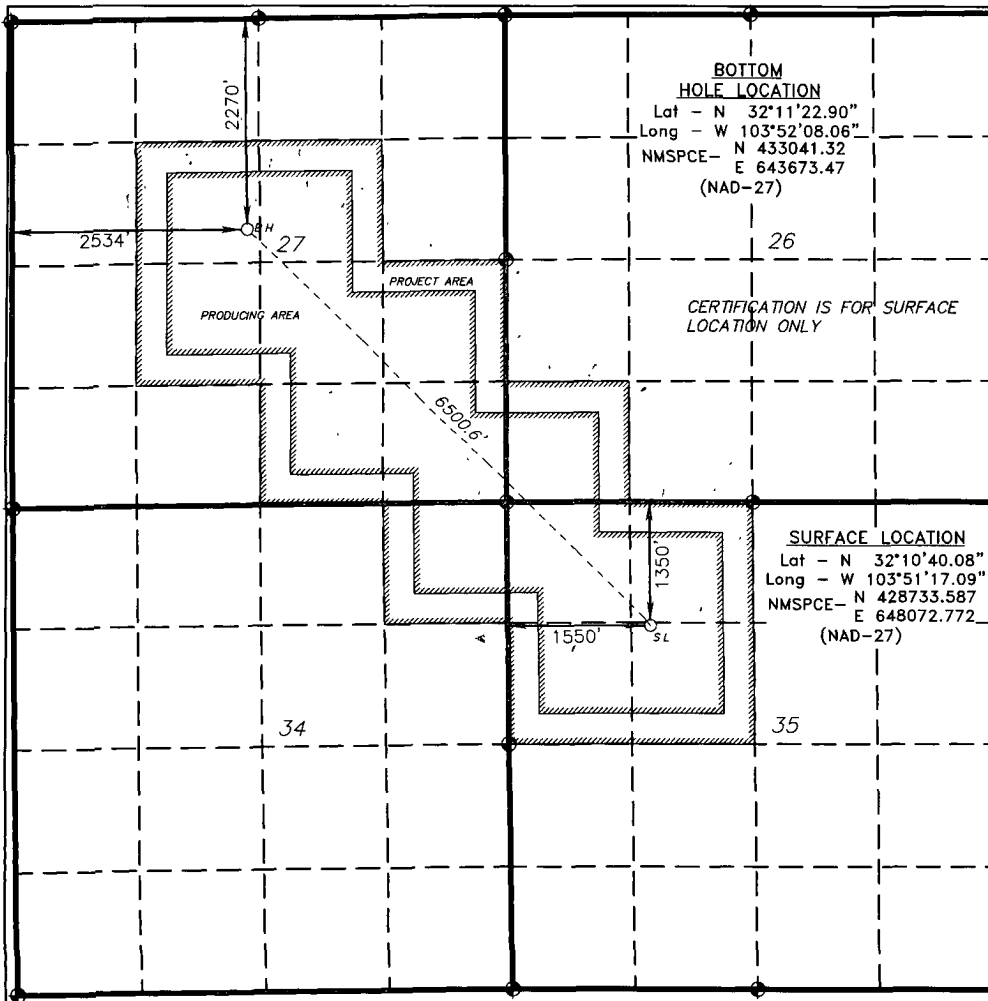 BOTTOM
HOLE LOCATION
Lat - N 32°11'22.90"
Long - W 103°52'08.06"
NMSPCE- N 433041.32
E 643673.47
(NAD-27)
2270'
2534'
BH
27
26
PROJECT AREA
PRODUCING AREA
CERTIFICATION IS FOR SURFACE
LOCATION ONLY
6500.6'
SURFACE LOCATION
Lat - N 32°10'40.08"
Long - W 103°51'17.09"
NMSPCE- N 428733.587
E 648072.772
(NAD-27)
1350'
1550'
SL
34
35